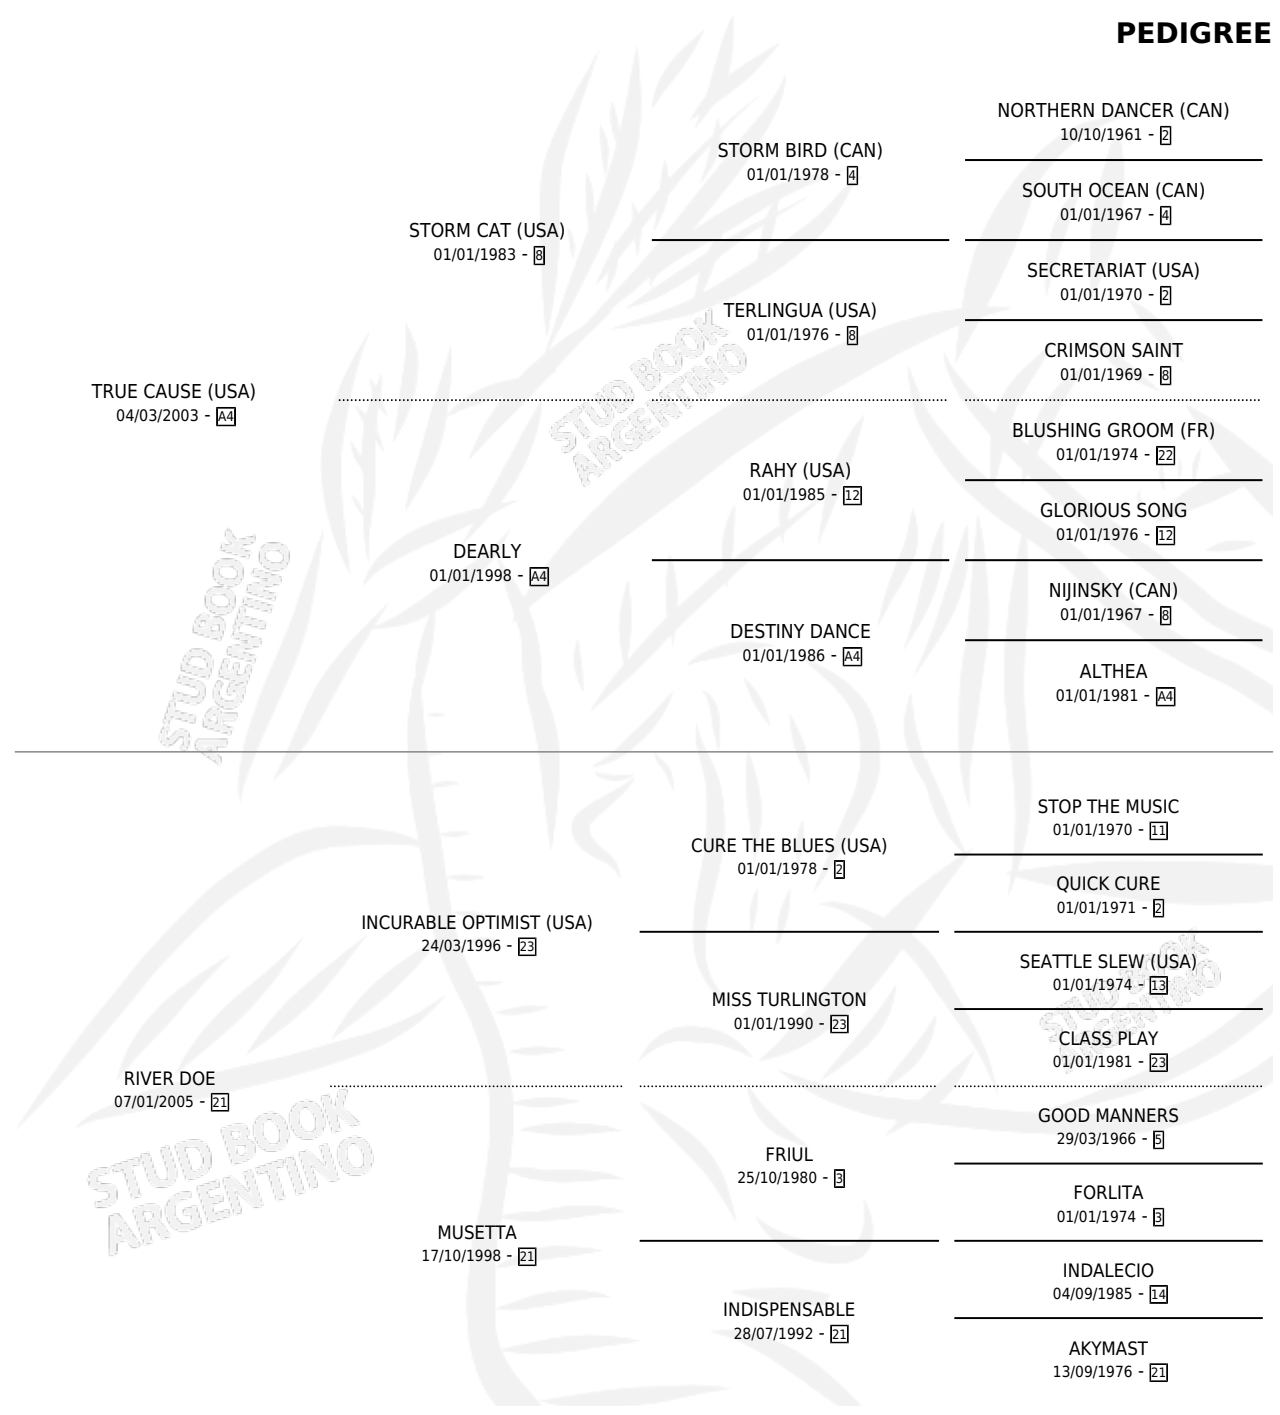 PEDIGREE
NORTHERN DANCER (CAN)
10/10/1961 - 2
STORM BIRD (CAN)
01/01/1978 - 4
SOUTH OCEAN (CAN)
01/01/1967 - 4
STORM CAT (USA)
01/01/1983 - 8
SECRETARIAT (USA)
01/01/1970 - 2
TERLINGUA (USA)
01/01/1976 - 8
CRIMSON SAINT
01/01/1969 - 8
TRUE CAUSE (USA)
04/03/2003 - A4
BLUSHING GROOM (FR)
01/01/1974 - 22
RAHY (USA)
01/01/1985 - 12
GLORIOUS SONG
01/01/1976 - 12
DEARLY
01/01/1998 - A4
NIJINSKY (CAN)
01/01/1967 - 8
DESTINY DANCE
01/01/1986 - A4
ALTHEA
01/01/1981 - A4
STOP THE MUSIC
01/01/1970 - 11
CURE THE BLUES (USA)
01/01/1978 - 2
QUICK CURE
01/01/1971 - 2
INCURABLE OPTIMIST (USA)
24/03/1996 - 23
SEATTLE SLEW (USA)
01/01/1974 - 13
MISS TURLINGTON
01/01/1990 - 23
CLASS PLAY
01/01/1981 - 23
RIVER DOE
07/01/2005 - 21
GOOD MANNERS
29/03/1966 - 5
FRIUL
25/10/1980 - 3
FORLITA
01/01/1974 - 3
MUSETTA
17/10/1998 - 21
INDALECIO
04/09/1985 - 14
INDISPENSABLE
28/07/1992 - 21
AKYMAST
13/09/1976 - 21
STUD BOOK
ARGENTINO
STUD BOOK
ARGENTINO
STUD BOOK
ARGENTINO
STUD BOOK
ARGENTINO